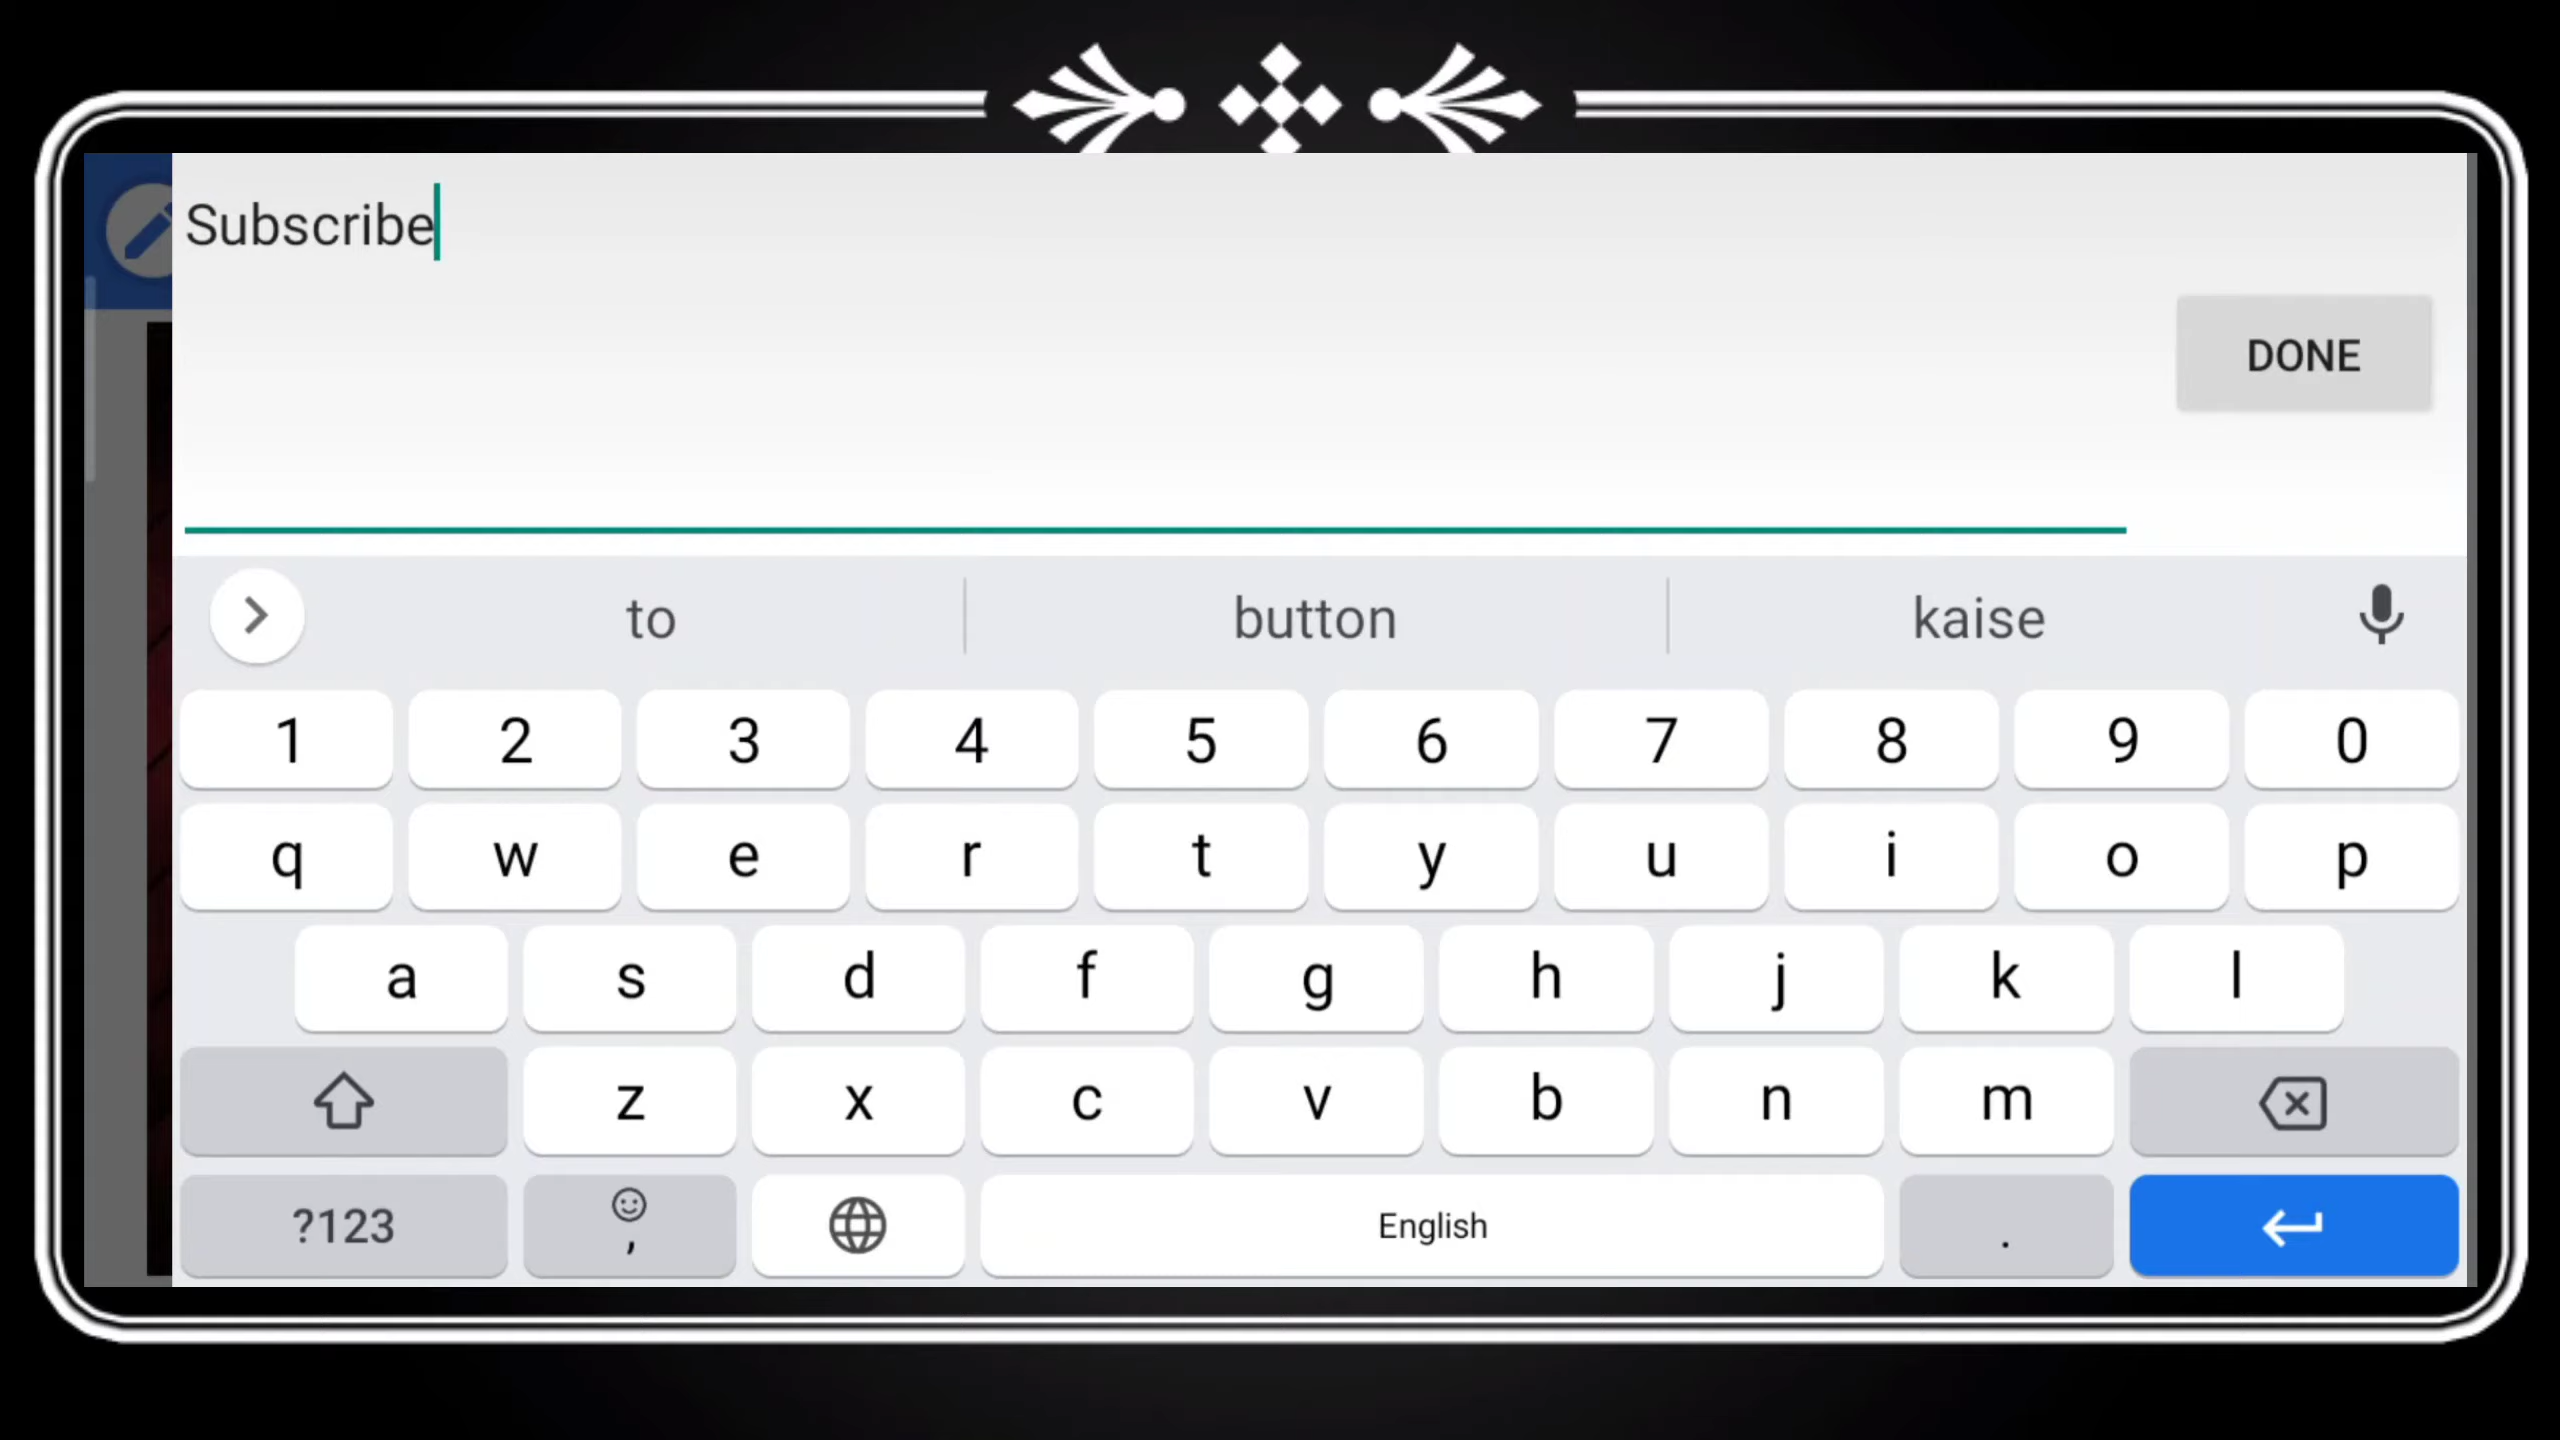 Subscribe
DONE
to button kaise
1 2 3 4 5 6 7 8 9 0
q w e r t y u i o p
a s d f g h j k l
z x c v b n m
?123 , English .